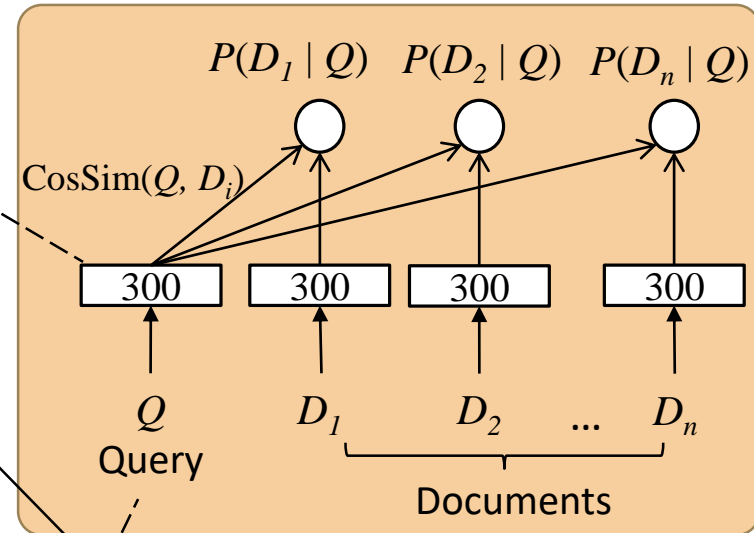 P(D1 | Q) P(D2 | Q) P(Dn | Q)
CosSim(Q, Di)
300 300 300 300
Q D1 D2 ... Dn
Query
Documents